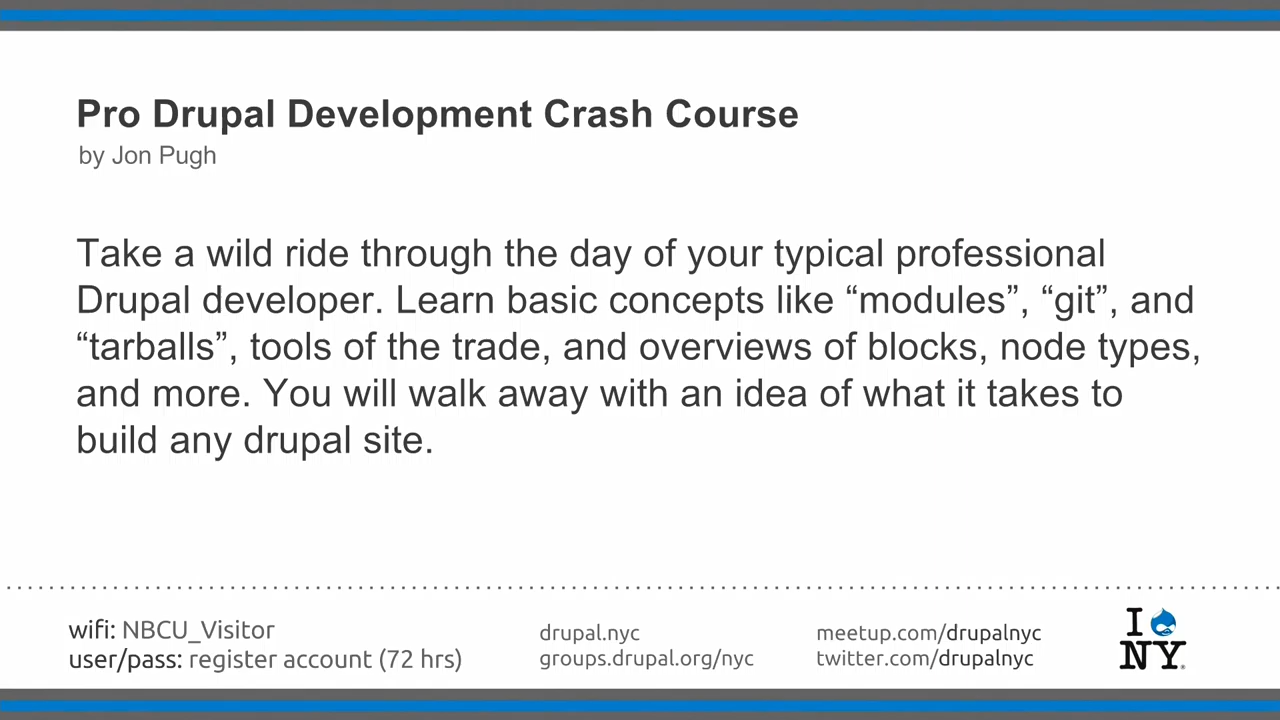 Pro Drupal Development Crash Course
by Jon Pugh
Take a wild ride through the day of your typical professional
Drupal developer. Learn basic concepts like “modules”, “git”, and
“tarballs”, tools of the trade, and overviews of blocks, node types,
and more. You will walk away with an idea of what it takes to
build any drupal site.
wifi: NBCU_Visitor
user/pass: register account (72 hrs)
drupal.nyc
groups.drupal.org/nyc
meetup.com/drupalnyc
twitter.com/drupalnyc
I
NY®